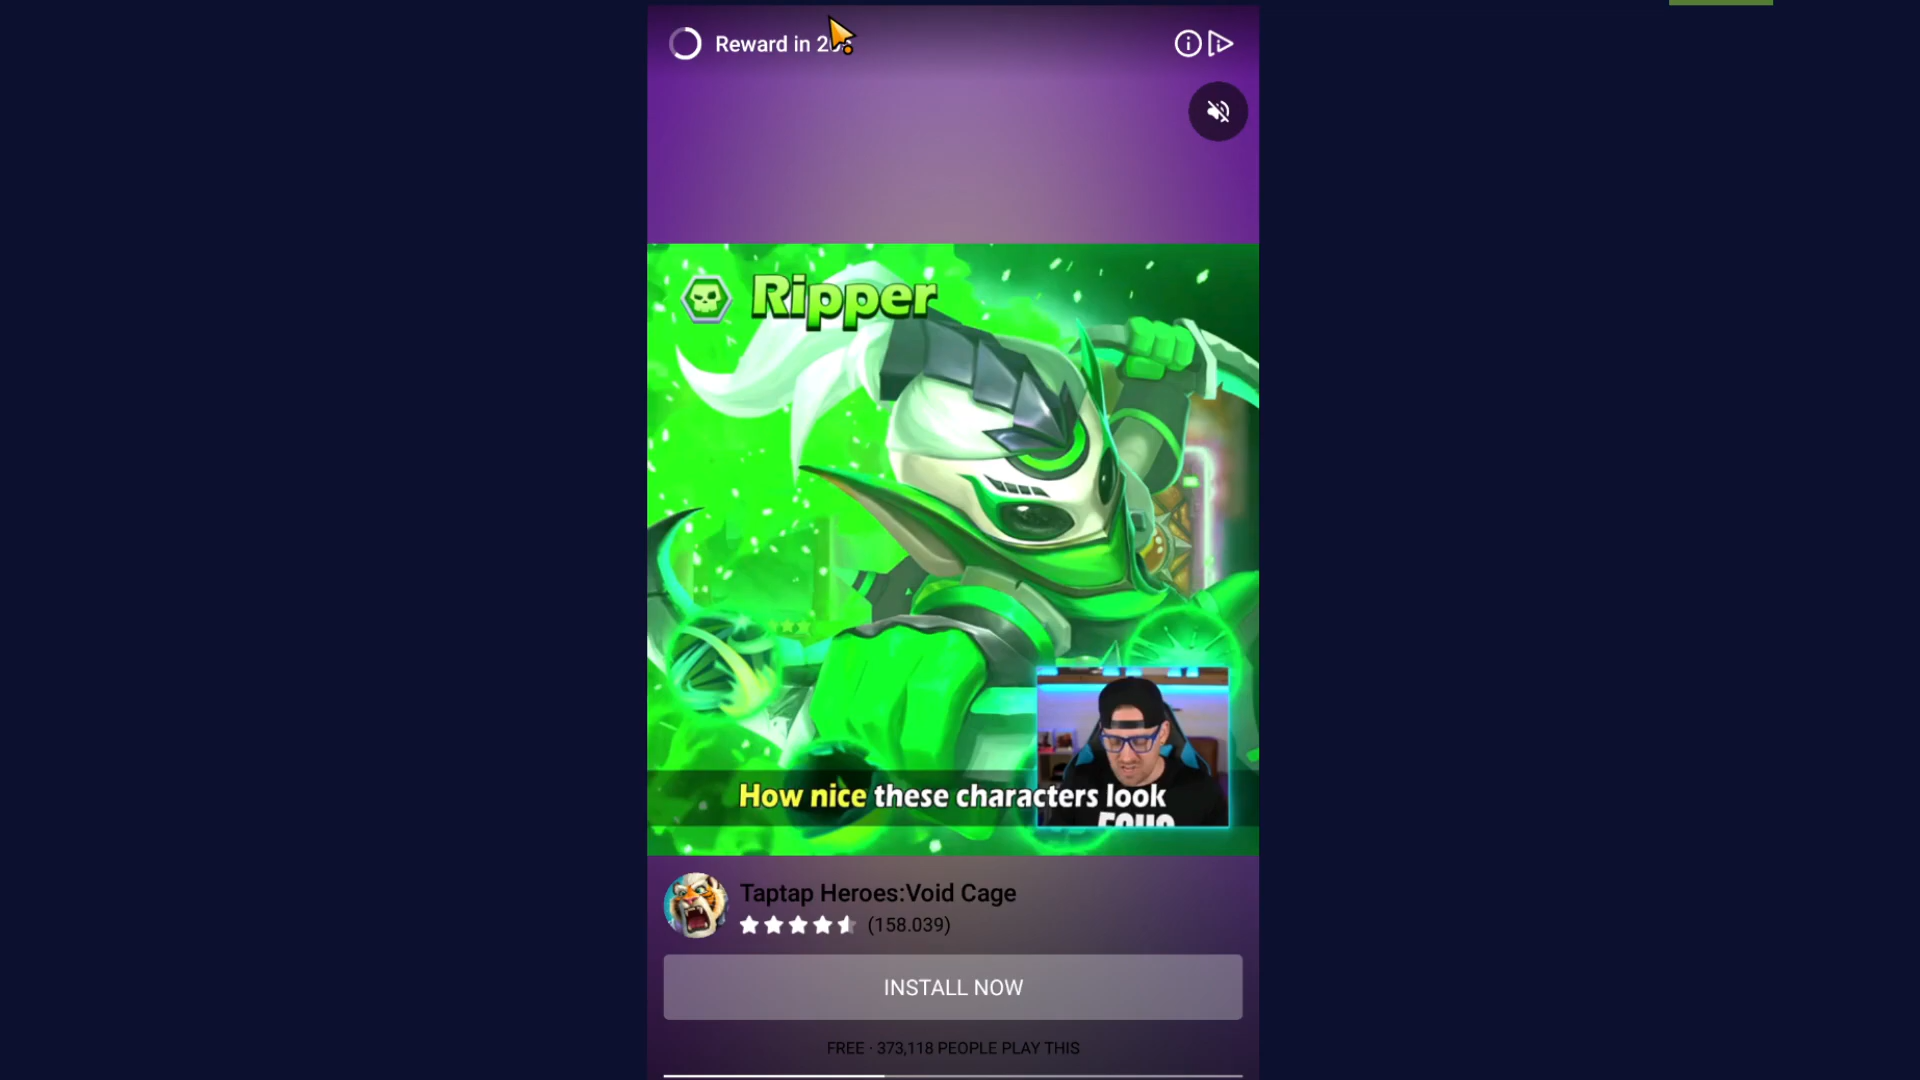 Reward in
Ripper
How nice these characters look
Taptap Heroes:Void Cage
(158.039)
INSTALL NOW
FREE · 373,118 PEOPLE PLAY THIS